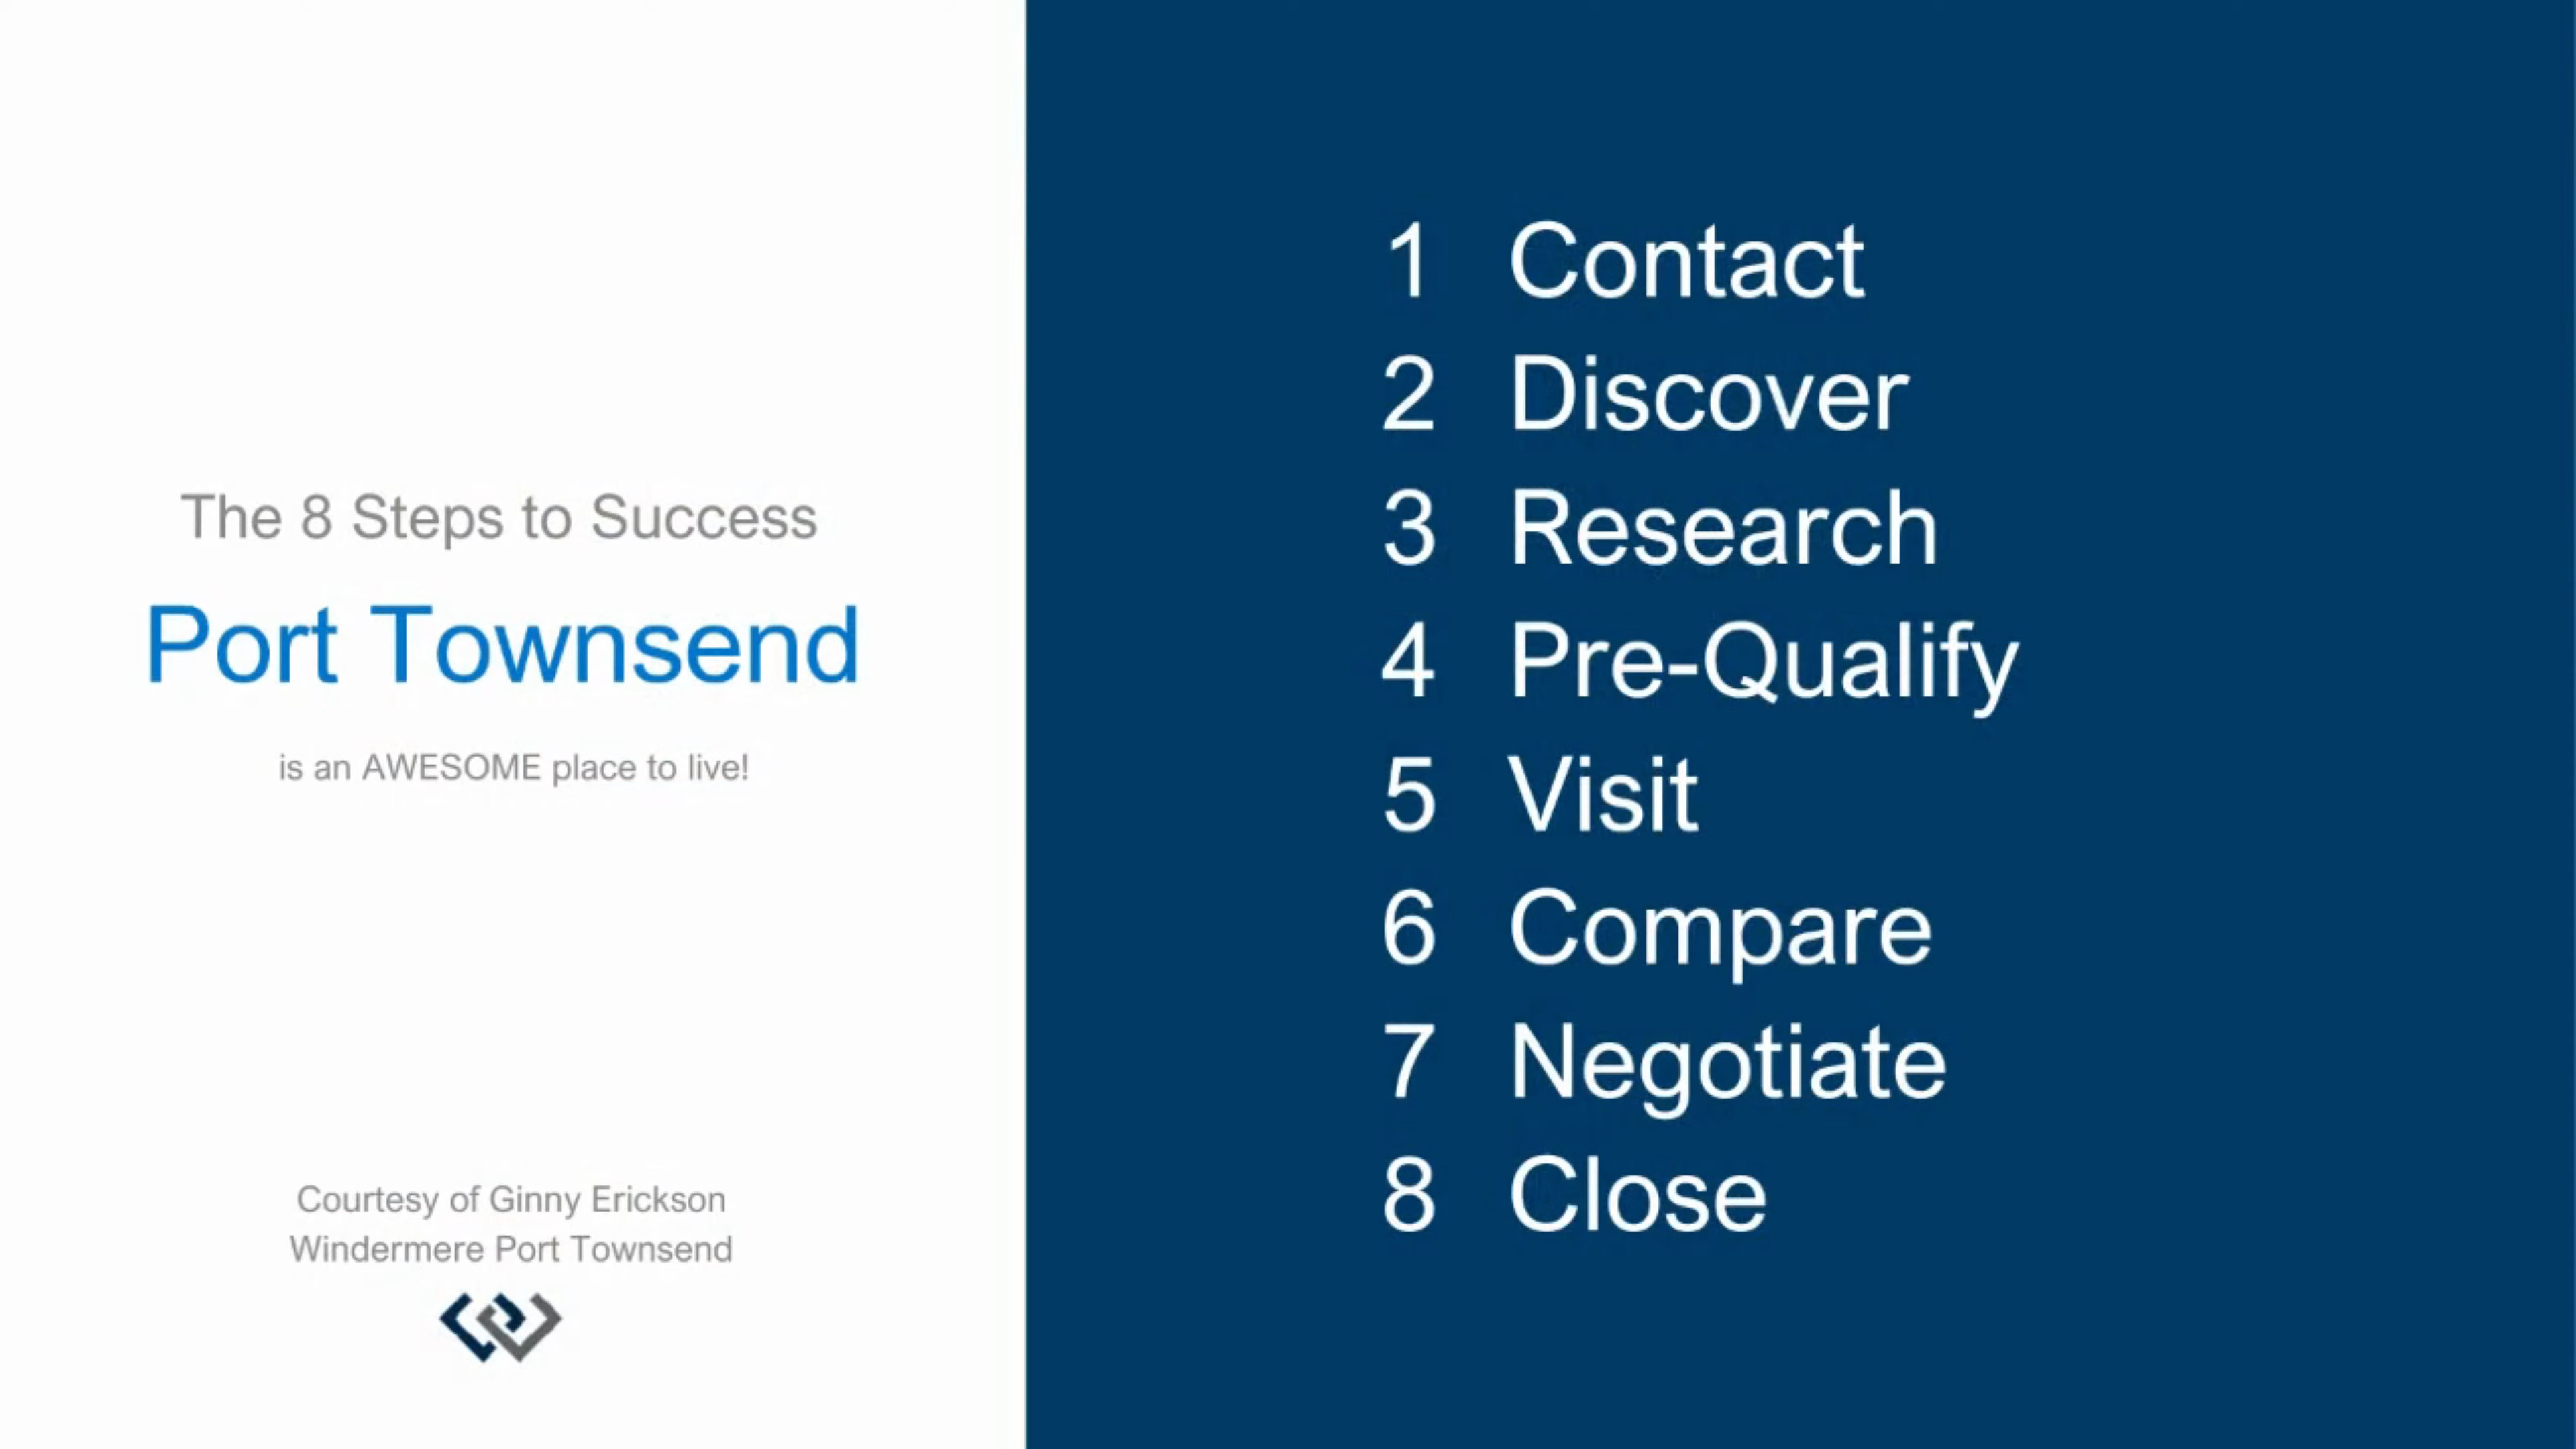 The 8 Steps to Success
Port Townsend
is an AWESOME place to live!
Courtesy of Ginny Erickson
Windermere Port Townsend
1 Contact
2 Discover
3 Research
4 Pre-Qualify
5 Visit
6 Compare
7 Negotiate
8 Close